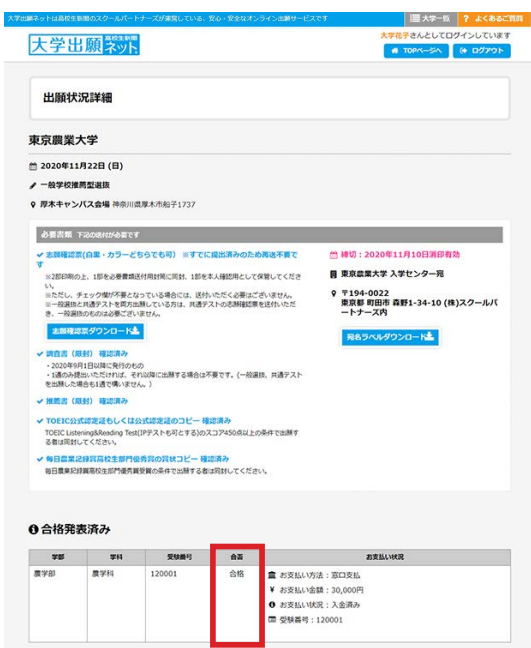 大学出願ネットは高校生新聞のスクールパートナーズが運営している、安心・安全なオンライン出願サービスです
大学一覧
? よくあるご質問
大学出願ネット
高校生新聞
大学花子さんとしてログインしています
TOPページへ
ログアウト
出願状況詳細
東京農業大学
2020年11月22日 (日)
一般学校推薦型選抜
厚木キャンパス会場 神奈川県厚木市船子1737
必要書類 下記の送付が必要です
志願確認票(白黒・カラーどちらでも可) ※すでに提出済みのため再送不要です
※2部印刷の上、1部を必要書類送付用封筒に同封、1部を本人確認用として保管してください。
※ただし、チェック欄が不要となっている場合には、送付いただく必要はございません。
※一般選抜と共通テストを両方出願している方は、共通テストの志願確認票を送付いただき、一般選抜のものは必要ございません。
志願確認票ダウンロード
調査書 (厳封) 確認済み
・2020年9月1日以降に発行のもの
・1通のみ提出いただければ、それ以降に出願する場合は不要です。(一般選抜、共通テストを出願した場合も1通で構いません。)
推薦書 (厳封) 確認済み
TOEIC公式認定証もしくは公式認定証のコピー 確認済み
TOEIC Listening&Reading Test(IPテストも可とする)のスコア450点以上の条件で出願する者は同封してください。
毎日農業記録賞高校生部門優秀賞の賞状コピー 確認済み
毎日農業記録賞高校生部門優秀賞受賞の条件で出願する者は同封してください。
締切:2020年11月10日消印有効
東京農業大学 入学センター宛
〒194-0022
東京都 町田市 森野1-34-10 (株)スクールパートナーズ内
宛名ラベルダウンロード
合格発表済み
学部 学科 受験番号 合否 お支払い状況
農学部 農学科 120001 合格 お支払い方法:窓口支払
¥ お支払い金額:30,000円
お支払い状況:入金済み
受験番号:120001